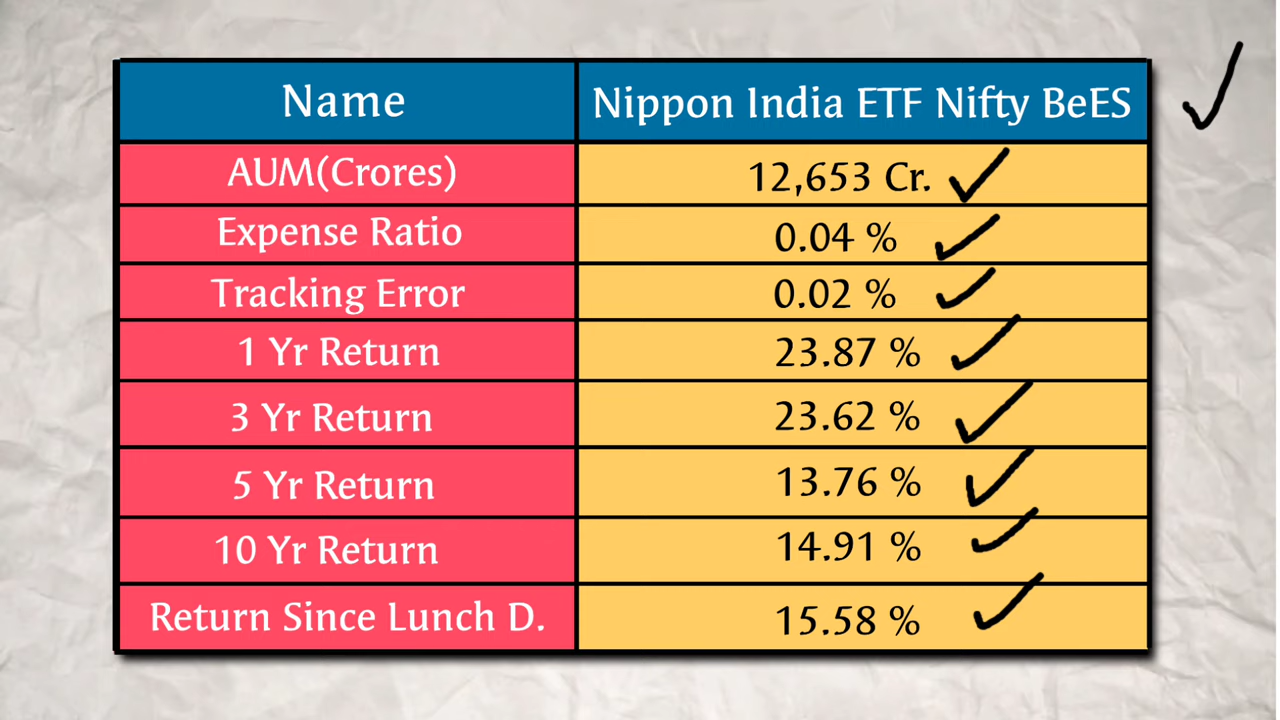 Name Nippon India ETF Nifty BeES
AUM(Crores) 12,653 Cr.
Expense Ratio 0.04 %
Tracking Error 0.02 %
1 Yr Return 23.87 %
3 Yr Return 23.62 %
5 Yr Return 13.76 %
10 Yr Return 14.91 %
Return Since Lunch D. 15.58 %